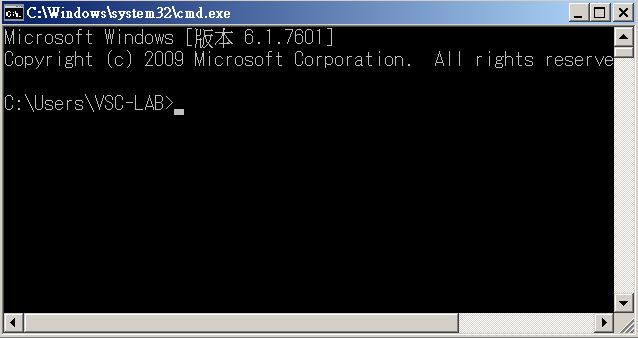 C:\Windows\system32\cmd.exe
Microsoft Windows [版本 6.1.7601]
Copyright (c) 2009 Microsoft Corporation.  All rights reserve
C:\Users\VSC-LAB>_